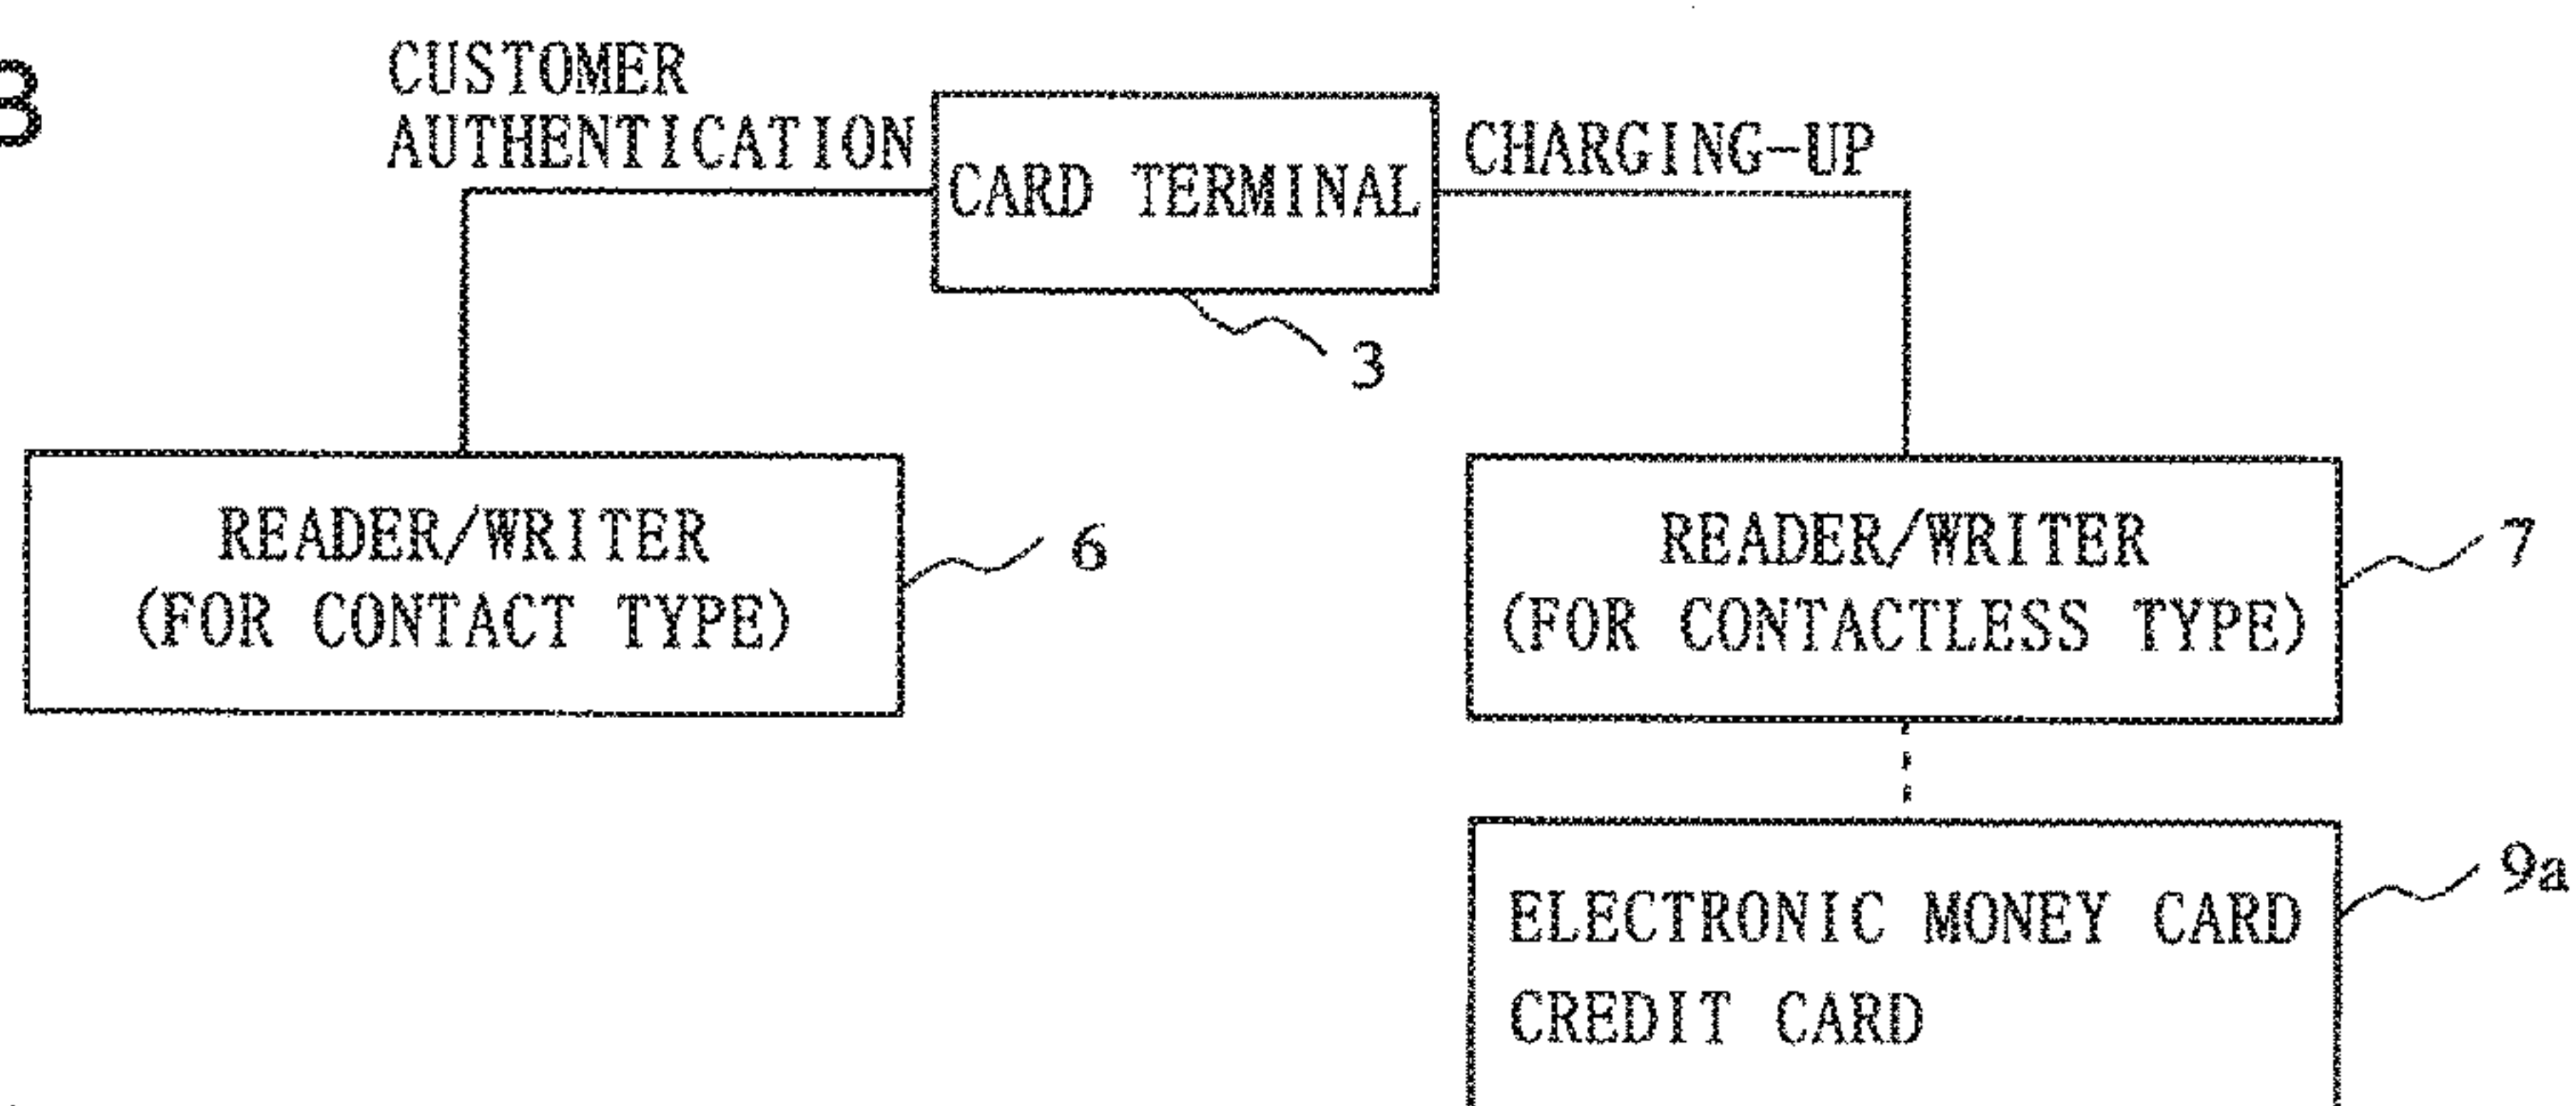 CUSTOMER
AUTHENTICATION
CARD TERMINAL
CHARGING-UP
3
READER/WRITER
(FOR CONTACT TYPE)
6
READER/WRITER
(FOR CONTACTLESS TYPE)
7
ELECTRONIC MONEY CARD
CREDIT CARD
9a